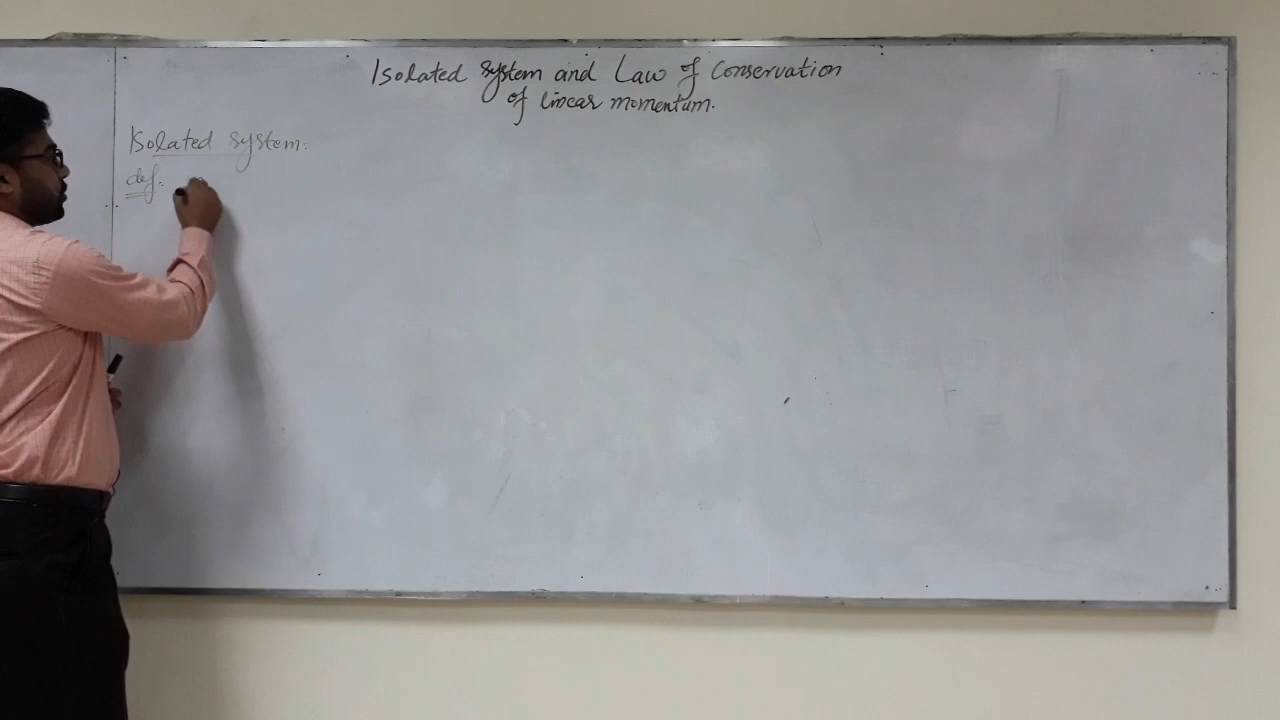 Isolated system and Law of Conservation
of linear momentum.
Isolated system:
def: